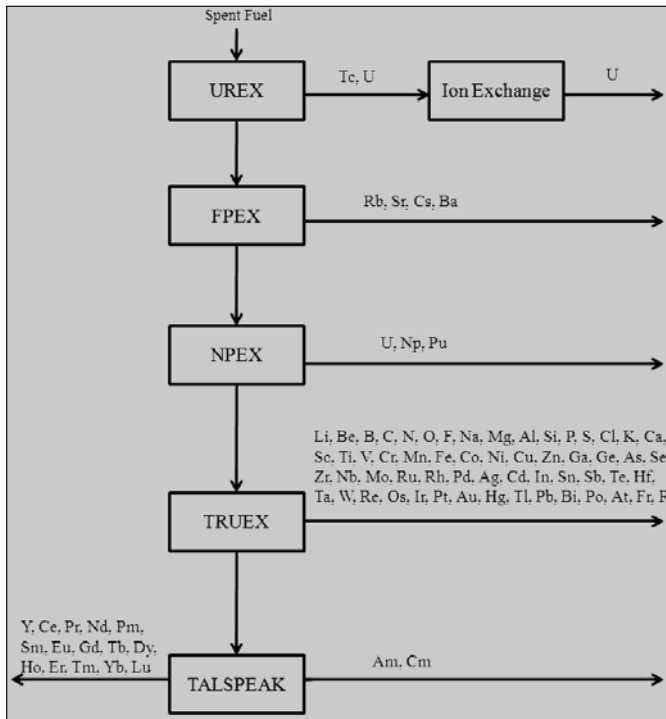 Spent Fuel
UREX
Tc, U
Ion Exchange
U
FPEX
Rb, Sr, Cs, Ba
NPEX
U, Np, Pu
Li, Be, B, C, N, O, F, Na, Mg, Al, Si, P, S, Cl, K, Ca,
Sc, Ti, V, Cr, Mn, Fe, Co, Ni, Cu, Zn, Ga, Ge, As, Se
Zr, Nb, Mo, Ru, Rh, Pd, Ag, Cd, In, Sn, Sb, Te, Hf,
Ta, W, Re, Os, Ir, Pt, Au, Hg, Tl, Pb, Bi, Po, At, Fr, R
TRUEX
Y, Ce, Pr, Nd, Pm,
Sm, Eu, Gd, Tb, Dy,
Ho, Er, Tm, Yb, Lu
TALSPEAK
Am, Cm